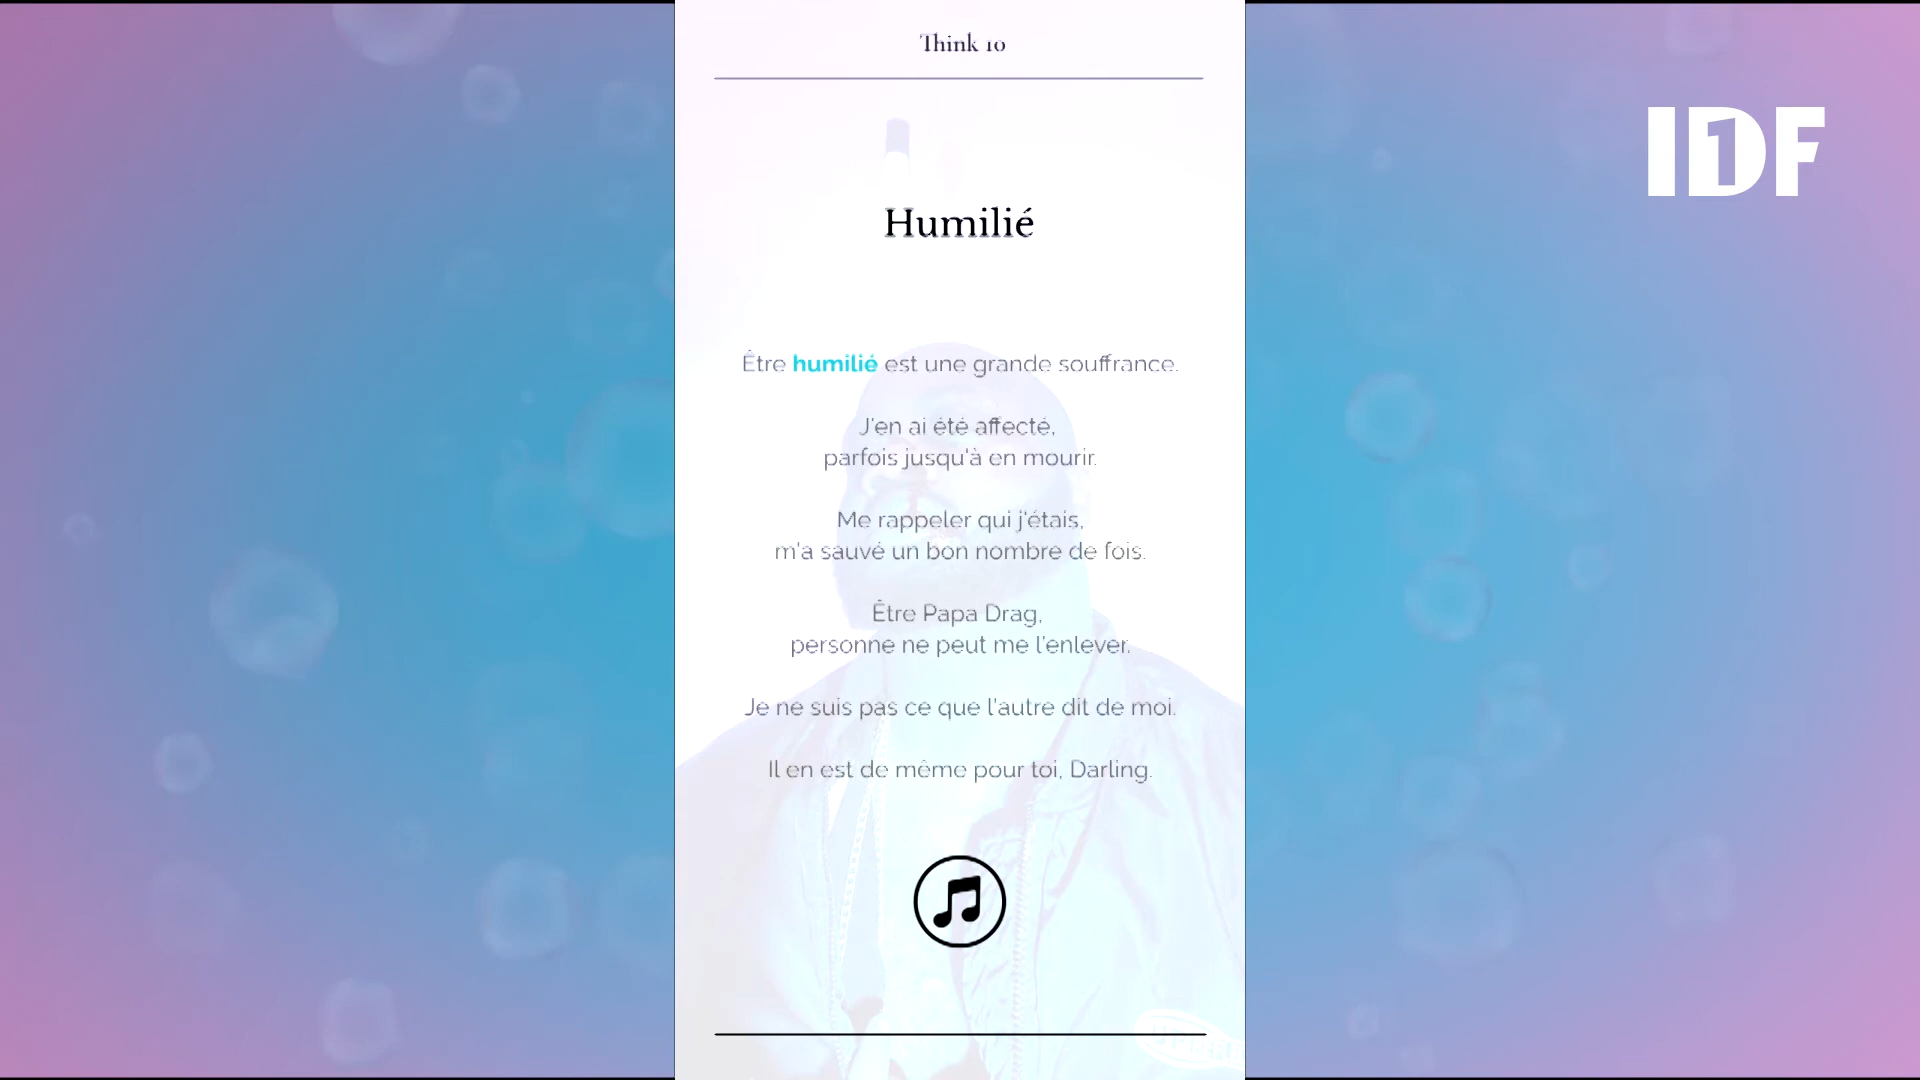 Think 10
IDF1
Humilié
Être humilié est une grande souffrance.
J'en ai été affecté,
parfois jusqu'à en mourir.
Me rappeler qui j'étais,
m'a sauvé un bon nombre de fois.
Être Papa Drag,
personne ne peut me l'enlever.
Je ne suis pas ce que l'autre dit de moi.
Il en est de même pour toi, Darling.